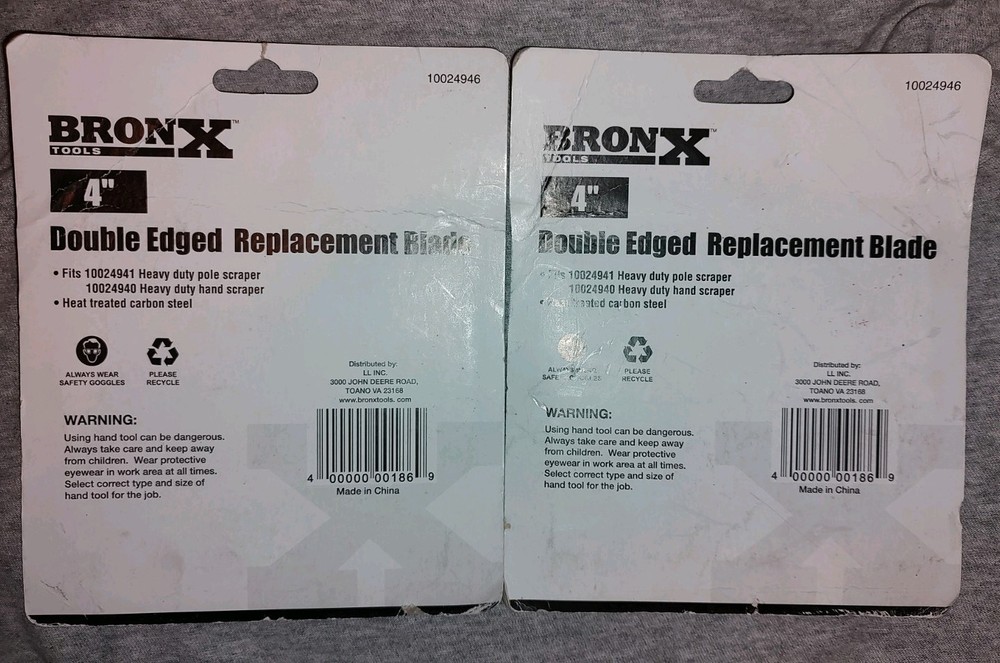 10024946
BRONX™
TOOLS
4"
Double Edged Replacement Blade
• Fits 10024941 Heavy duty pole scraper
10024940 Heavy duty hand scraper
• Heat treated carbon steel
ALWAYS WEAR
SAFETY GOGGLES
PLEASE
RECYCLE
Distributed by:
LL INC.
3000 JOHN DEERE ROAD,
TOANO VA 23168
www.bronxtools.com
WARNING:
Using hand tool can be dangerous.
Always take care and keep away
from children. Wear protective
eyewear in work area at all times.
Select correct type and size of
hand tool for the job.
4 00000 00186 9
Made in China
10024946
BRONX™
TOOLS
4"
Double Edged Replacement Blade
• Fits 10024941 Heavy duty pole scraper
10024940 Heavy duty hand scraper
treated carbon steel
PLEASE
RECYCLE
Distributed by:
LL INC.
3000 JOHN DEERE ROAD,
TOANO VA 23168
www.bronxtools.com
WARNING:
Using hand tool can be dangerous.
Always take care and keep away
from children. Wear protective
eyewear in work area at all times.
Select correct type and size of
hand tool for the job.
4 00000 00186 9
Made in China